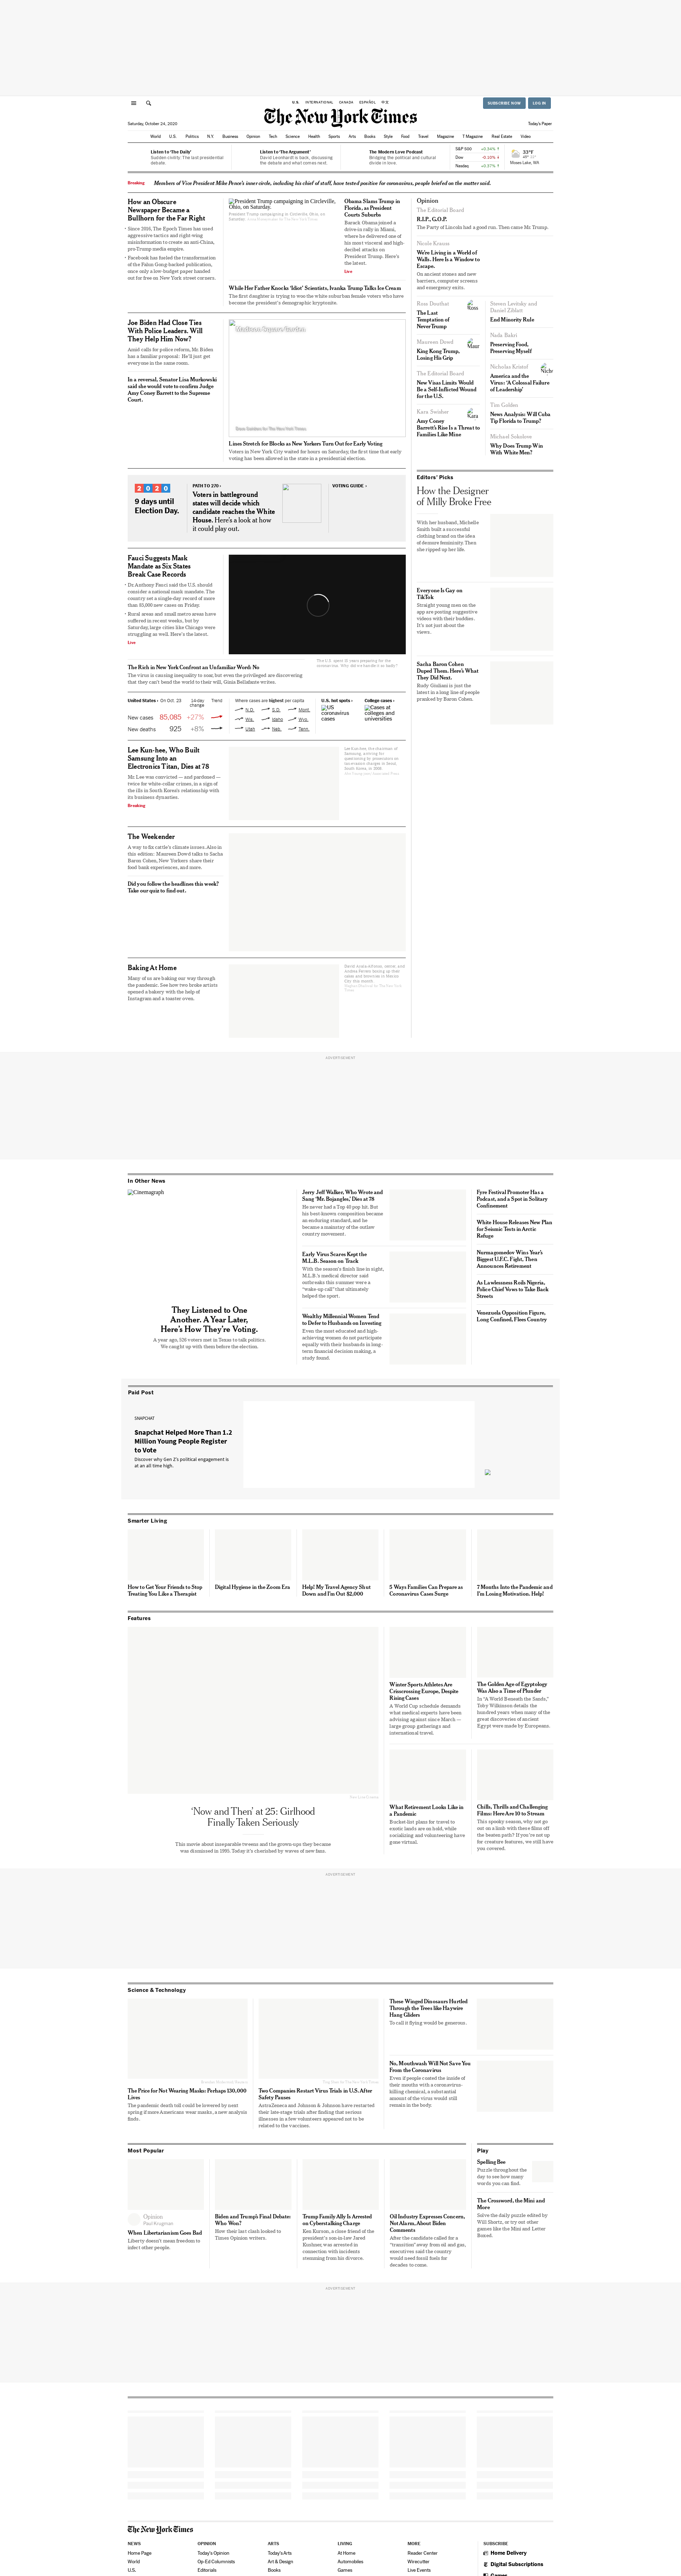 U.S. INTERNATIONAL CANADA ESPAÑOL 中文
SUBSCRIBE NOW LOG IN
The New York Times
Saturday, October 24, 2020
Today's Paper
World U.S. Politics N.Y. Business Opinion Tech Science Health Sports Arts Books Style Food Travel Magazine T Magazine Real Estate Video
Listen to 'The Daily'
Sudden civility: The last presidential debate.
Listen to 'The Argument'
David Leonhardt is back, discussing the debate and what comes next.
The Modern Love Podcast
Bridging the political and cultural divide in love.
S&P 500 +0.34% ↑
Dow -0.10% ↓
Nasdaq +0.37% ↑
33°F
Moses Lake, WA
Breaking Members of Vice President Mike Pence's inner circle, including his chief of staff, have tested positive for coronavirus, people briefed on the matter said.
How an Obscure
Newspaper Became a
Bullhorn for the Far Right
Since 2016, The Epoch Times has used aggressive tactics and right-wing misinformation to create an anti-China, pro-Trump media empire.
Facebook has fueled the transformation of the Falun Gong-backed publication, once only a low-budget paper handed out for free on New York street corners.
President Trump campaigning in Circleville, Ohio, on Saturday.
President Trump campaigning in Circleville, Ohio, on Saturday.
Obama Slams Trump in Florida, as President Courts Suburbs
Barack Obama joined a drive-in rally in Miami, where he delivered one of his most visceral and high-decibel attacks on President Trump. Here's the latest.
Live
While Her Father Knocks 'Idiot' Scientists, Ivanka Trump Talks Ice Cream
The first daughter is trying to woo the white suburban female voters who have become the president's demographic kryptonite.
Joe Biden Had Close Ties
With Police Leaders. Will
They Help Him Now?
Amid calls for police reform, Mr. Biden has a familiar proposal: He'll just get everyone in the same room.
In a reversal, Senator Lisa Murkowski said she would vote to confirm Judge Amy Coney Barrett to the Supreme Court.
Madison Square Garden.
Dave Sanders for The New York Times
Lines Stretch for Blocks as New Yorkers Turn Out for Early Voting
Voters in New York City waited for hours on Saturday, the first time that early voting has been allowed in the state in a presidential election.
2020
9 days until
Election Day.
PATH TO 270 ›
Voters in battleground states will decide which candidate reaches the White House. Here's a look at how it could play out.
VOTING GUIDE ›
Fauci Suggests Mask
Mandate as Six States
Break Case Records
Dr. Anthony Fauci said the U.S. should consider a national mask mandate. The country set a single-day record of more than 85,000 new cases on Friday.
Rural areas and small metro areas have suffered in recent weeks, but by Saturday, large cities like Chicago were struggling as well. Here's the latest.
Live
The Rich in New York Confront an Unfamiliar Word: No
The virus is causing inequality to soar, but even the privileged are discovering that they can't bend the world to their will, Ginia Bellafante writes.
The U.S. spent 15 years preparing for the coronavirus. Why did we handle it so badly?
United States › On Oct. 23 14-day change Trend
New cases 85,085 +27%
New deaths 925 +8%
Where cases are highest per capita
N.D. S.D. Mont.
Wis. Idaho Wyo.
Utah Neb. Tenn.
U.S. hot spots ›
US coronavirus cases
College cases ›
Cases at colleges and universities
Lee Kun-hee, Who Built
Samsung Into an
Electronics Titan, Dies at 78
Mr. Lee was convicted — and pardoned — twice for white-collar crimes, in a sign of the ills in South Korea's relationship with its business dynasties.
Breaking
Lee Kun-hee, the chairman of Samsung, arriving for questioning by prosecutors on tax evasion charges in Seoul, South Korea, in 2008.
The Weekender
A way to fix cattle's climate issues. Also in this edition: Maureen Dowd talks to Sacha Baron Cohen, New Yorkers share their food bank experiences, and more.
Did you follow the headlines this week? Take our quiz to find out.
Baking At Home
Many of us are baking our way through the pandemic. See how two broke artists opened a bakery with the help of Instagram and a toaster oven.
Opinion
The Editorial Board
R.I.P., G.O.P.
The Party of Lincoln had a good run. Then came Mr. Trump.
Nicole Krauss
We're Living in a World of Walls. Here Is a Window to Escape.
On ancient stones and new barriers, computer screens and emergency exits.
Ross Douthat
The Last Temptation of NeverTrump
Maureen Dowd
King Kong Trump, Losing His Grip
The Editorial Board
New Visas Limits Would Be a Self-Inflicted Wound for the U.S.
Kara Swisher
Amy Coney Barrett's Rise Is a Threat to Families Like Mine
Steven Levitsky and Daniel Ziblatt
End Minority Rule
Nada Bakri
Preserving Food, Preserving Myself
Nicholas Kristof
America and the Virus: 'A Colossal Failure of Leadership'
Tim Golden
News Analysis: Will Cuba Tip Florida to Trump?
Michael Sokolove
Why Does Trump Win With White Men?
Editors' Picks
How the Designer
of Milly Broke Free
With her husband, Michelle Smith built a successful clothing brand on the idea of demure femininity. Then she ripped up her life.
Everyone Is Gay on TikTok
Straight young men on the app are posting suggestive videos with their buddies. It's not just about the views.
Sacha Baron Cohen Duped Them. Here's What They Did Next.
Rudy Giuliani is just the latest in a long line of people pranked by Baron Cohen.
ADVERTISEMENT
In Other News
Cinemagraph
They Listened to One
Another. A Year Later,
Here's How They're Voting.
A year ago, 526 voters met in Texas to talk politics. We caught up with them before the election.
Jerry Jeff Walker, Who Wrote and Sang 'Mr. Bojangles,' Dies at 78
He never had a Top 40 pop hit. But his best-known composition became an enduring standard, and he became a mainstay of the outlaw country movement.
Early Virus Scares Kept the M.L.B. Season on Track
With the season's finish line in sight, M.L.B.'s medical director said outbreaks this summer were a "wake-up call" that ultimately helped the sport.
Wealthy Millennial Women Tend to Defer to Husbands on Investing
Even the most educated and high-achieving women do not participate equally with their husbands in long-term financial decision making, a study found.
Fyre Festival Promoter Has a Podcast, and a Spot in Solitary Confinement
White House Releases New Plan for Seismic Tests in Arctic Refuge
Nurmagomedov Wins Year's Biggest U.F.C. Fight, Then Announces Retirement
As Lawlessness Roils Nigeria, Police Chief Vows to Take Back Streets
Venezuela Opposition Figure, Long Confined, Flees Country
Paid Post
SNAPCHAT
Snapchat Helped More Than 1.2 Million Young People Register to Vote
Discover why Gen Z's political engagement is at an all time high.
Smarter Living
How to Get Your Friends to Stop Treating You Like a Therapist
Digital Hygiene in the Zoom Era
Help! My Travel Agency Shut Down and I'm Out $2,000
5 Ways Families Can Prepare as Coronavirus Cases Surge
7 Months Into the Pandemic and I'm Losing Motivation. Help!
Features
'Now and Then' at 25: Girlhood
Finally Taken Seriously
This movie about inseparable tweens and the grown-ups they became was dismissed in 1995. Today it's cherished by waves of new fans.
Winter Sports Athletes Are Crisscrossing Europe, Despite Rising Cases
A World Cup schedule demands what medical experts have been advising against since March — large group gatherings and international travel.
The Golden Age of Egyptology Was Also a Time of Plunder
In "A World Beneath the Sands," Toby Wilkinson details the hundred years when many of the great discoveries of ancient Egypt were made by Europeans.
What Retirement Looks Like in a Pandemic
Bucket-list plans for travel to exotic lands are on hold, while socializing and volunteering have gone virtual.
Chills, Thrills and Challenging Films: Here Are 10 to Stream
This spooky season, why not go out on a limb with these films off the beaten path? If you're not up for creature features, we still have you covered.
ADVERTISEMENT
Science & Technology
The Price for Not Wearing Masks: Perhaps 130,000 Lives
The pandemic death toll could be lowered by next spring if more Americans wear masks, a new analysis finds.
Two Companies Restart Virus Trials in U.S. After Safety Pauses
AstraZeneca and Johnson & Johnson have restarted their late-stage trials after finding that serious illnesses in a few volunteers appeared not to be related to the vaccines.
These Winged Dinosaurs Hurtled Through the Trees like Haywire Hang Gliders
To call it flying would be generous.
No, Mouthwash Will Not Save You From the Coronavirus
Even if people coated the inside of their mouths with a coronavirus-killing chemical, a substantial amount of the virus would still remain in the body.
Most Popular
Opinion
Paul Krugman
When Libertarianism Goes Bad
Liberty doesn't mean freedom to infect other people.
Biden and Trump's Final Debate: Who Won?
How their last clash looked to Times Opinion writers.
Trump Family Ally Is Arrested on Cyberstalking Charge
Ken Kurson, a close friend of the president's son-in-law Jared Kushner, was arrested in connection with incidents stemming from his divorce.
Oil Industry Expresses Concern, Not Alarm, About Biden Comments
After the candidate called for a "transition" away from oil and gas, executives said the country would need fossil fuels for decades to come.
Play
Spelling Bee
Puzzle throughout the day to see how many words you can find.
The Crossword, the Mini and More
Solve the daily puzzle edited by Will Shortz, or try out other games like the Mini and Letter Boxed.
ADVERTISEMENT
The New York Times
NEWS
Home Page
World
U.S.
OPINION
Today's Opinion
Op-Ed Columnists
Editorials
ARTS
Today's Arts
Art & Design
Books
LIVING
At Home
Automobiles
Games
MORE
Reader Center
Wirecutter
Live Events
SUBSCRIBE
Home Delivery
Digital Subscriptions
Games